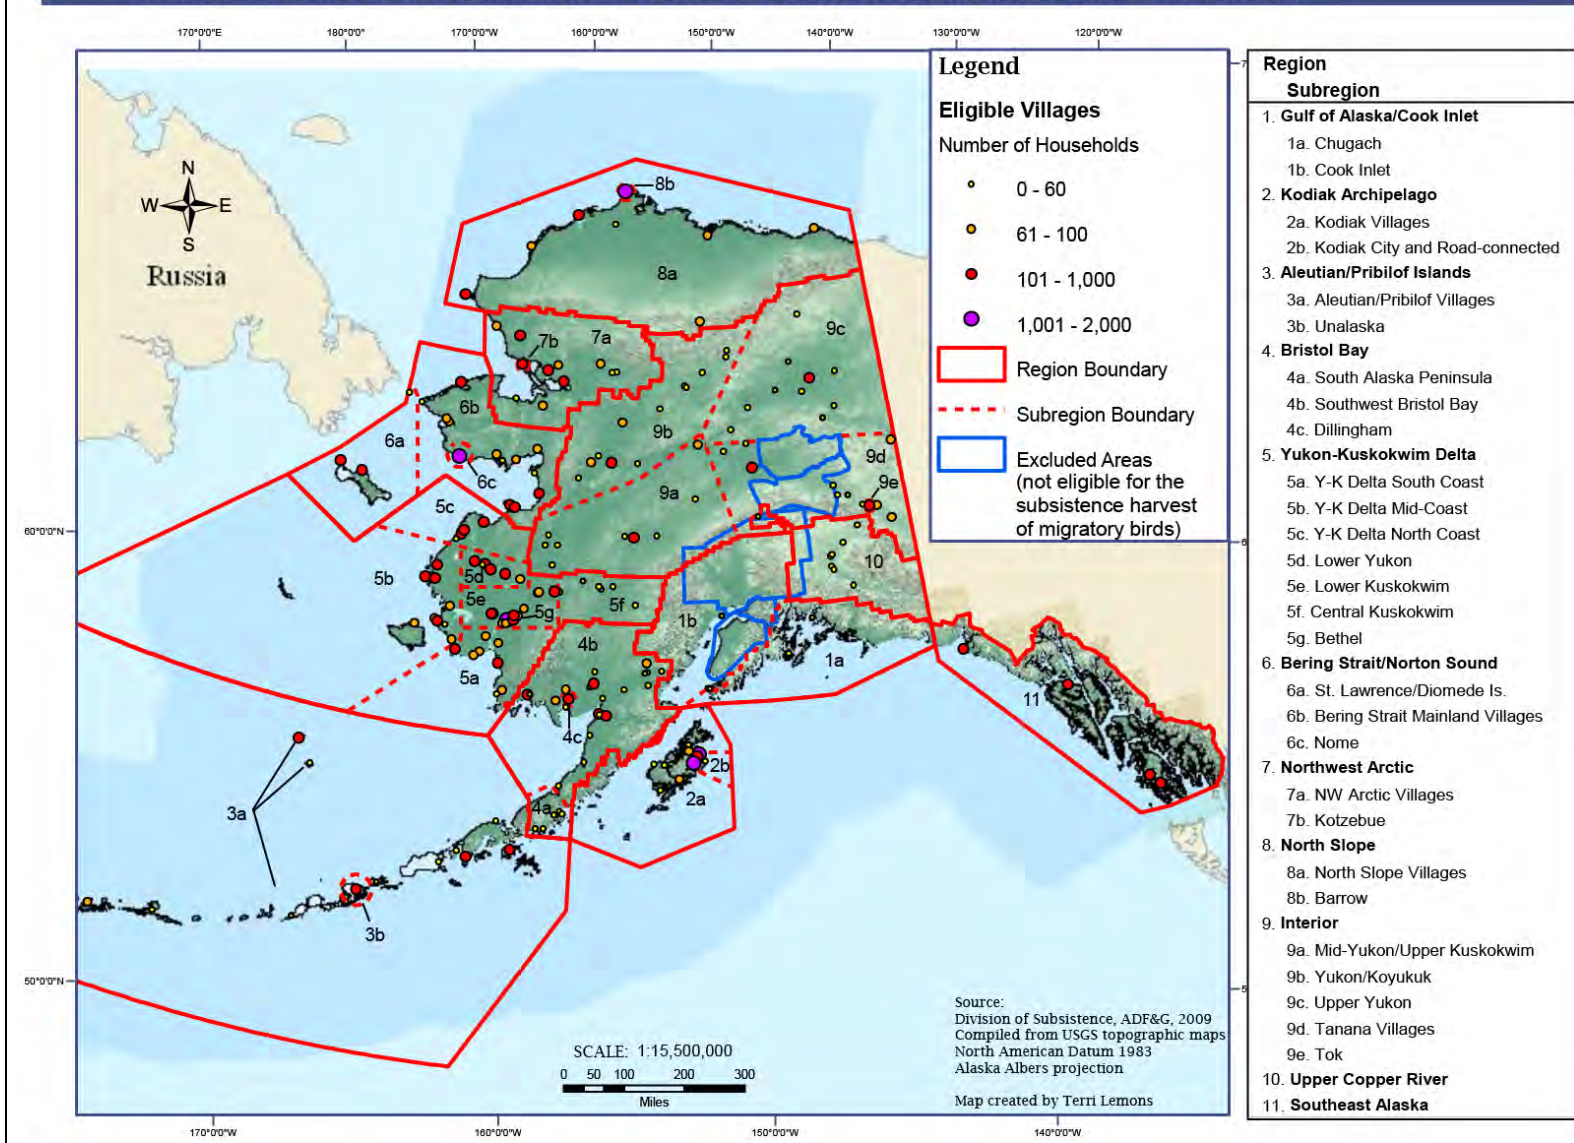 170°0'0"E 180°0'0"W 170°0'0"W 160°0'0"W 150°0'0"W 140°0'0"W 130°0'0"W 120°0'0"W
Legend
Eligible Villages
Number of Households
0 - 60
61 - 100
101 - 1,000
1,001 - 2,000
Region Boundary
Subregion Boundary
Excluded Areas
(not eligible for the
subsistence harvest
of migratory birds)
N
W E
S
Russia
8b
8a
7b
7a
9c
6b
6a
9b
9d
6c
9e
9a
5c
60°0'0"N
10
5b
5d
5e
5g
5f
1b
4b
1a
5a
11
4c
2b
2a
4a
3a
3b
50°0'0"N
SCALE: 1:15,500,000
0 50 100 200 300
Miles
Source:
Division of Subsistence, ADF&G, 2009
Compiled from USGS topographic maps
North American Datum 1983
Alaska Albers projection
Map created by Terri Lemons
170°0'0"W 160°0'0"W 150°0'0"W 140°0'0"W
Region
Subregion
1. Gulf of Alaska/Cook Inlet
1a. Chugach
1b. Cook Inlet
2. Kodiak Archipelago
2a. Kodiak Villages
2b. Kodiak City and Road-connected
3. Aleutian/Pribilof Islands
3a. Aleutian/Pribilof Villages
3b. Unalaska
4. Bristol Bay
4a. South Alaska Peninsula
4b. Southwest Bristol Bay
4c. Dillingham
5. Yukon-Kuskokwim Delta
5a. Y-K Delta South Coast
5b. Y-K Delta Mid-Coast
5c. Y-K Delta North Coast
5d. Lower Yukon
5e. Lower Kuskokwim
5f. Central Kuskokwim
5g. Bethel
6. Bering Strait/Norton Sound
6a. St. Lawrence/Diomede Is.
6b. Bering Strait Mainland Villages
6c. Nome
7. Northwest Arctic
7a. NW Arctic Villages
7b. Kotzebue
8. North Slope
8a. North Slope Villages
8b. Barrow
9. Interior
9a. Mid-Yukon/Upper Kuskokwim
9b. Yukon/Koyukuk
9c. Upper Yukon
9d. Tanana Villages
9e. Tok
10. Upper Copper River
11. Southeast Alaska